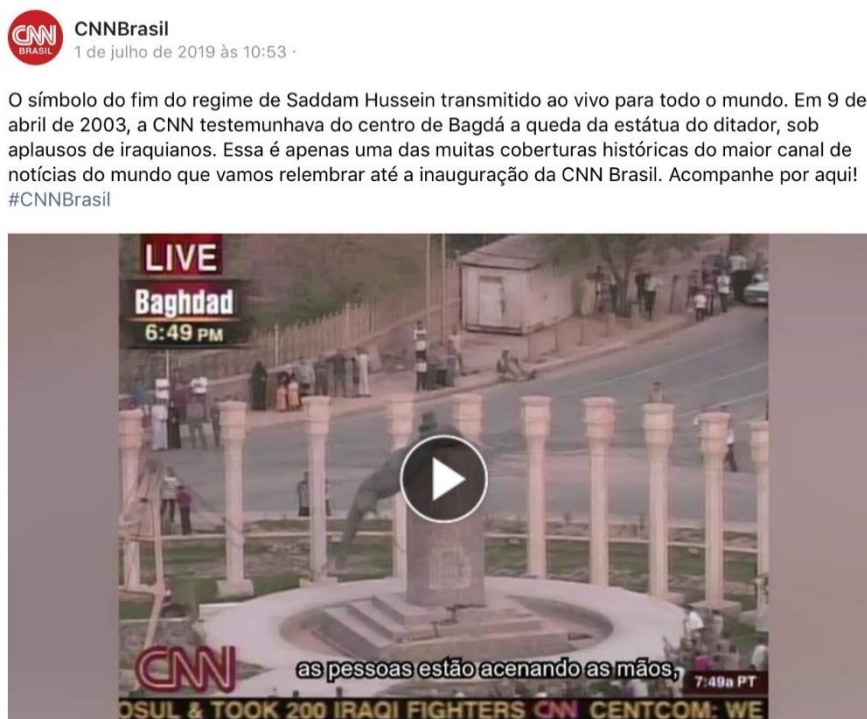 CNN
BRASIL
CNNBrasil
1 de julho de 2019 às 10:53 ·
O símbolo do fim do regime de Saddam Hussein transmitido ao vivo para todo o mundo. Em 9 de
abril de 2003, a CNN testemunhava do centro de Bagdá a queda da estátua do ditador, sob
aplausos de iraquianos. Essa é apenas uma das muitas coberturas históricas do maior canal de
notícias do mundo que vamos relembrar até a inauguração da CNN Brasil. Acompanhe por aqui!
#CNNBrasil
LIVE
Baghdad
6:49 PM
CNN
as pessoas estão acenando as mãos,
7:49a PT
OSUL & TOOK 200 IRAQI FIGHTERS CNN CENTCOM: WE